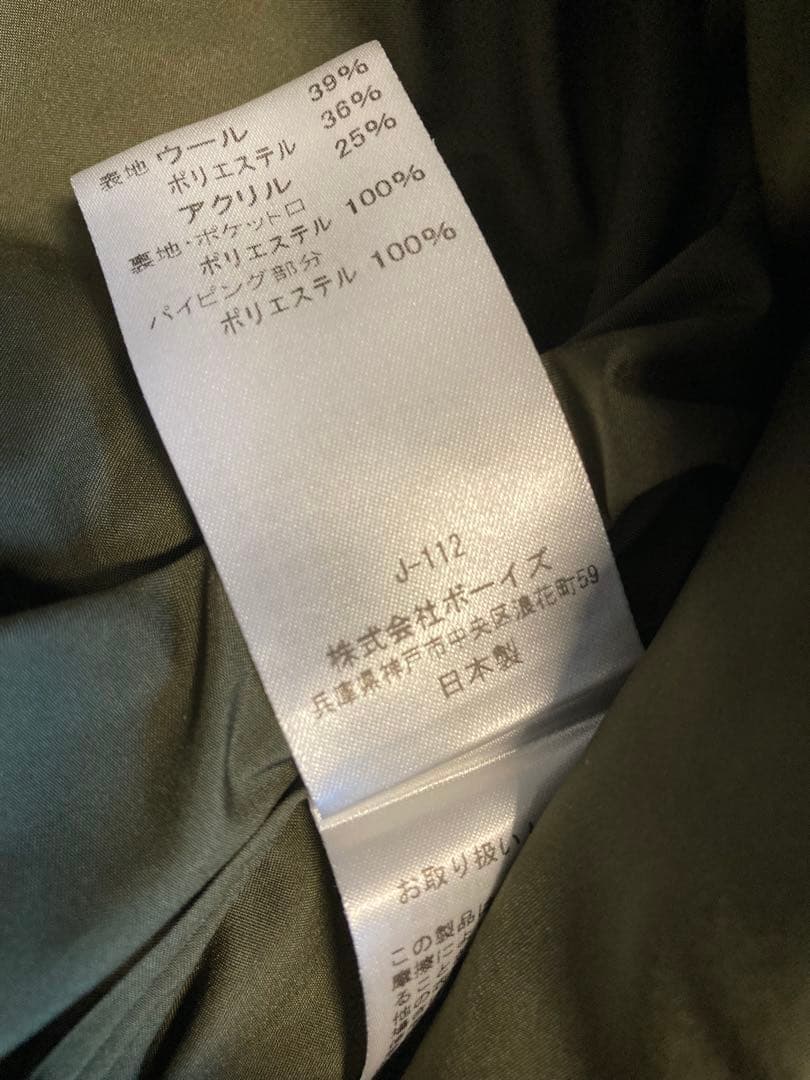 表地 ウール 39%
ポリエステル 36%
アクリル 25%
裏地・ポケット口
ポリエステル 100%
パイピング部分
ポリエステル 100%
J-112
株式会社ボーイズ
兵庫県神戸市中央区浪花町59
日本製
お取り扱い